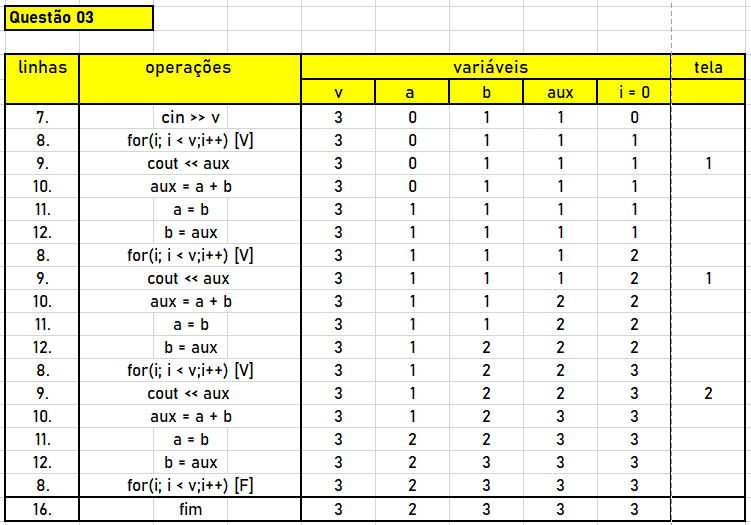 Questão 03
linhas operações variáveis tela
v a b aux i = 0
7. cin >> v 3 0 1 1 0
8. for(i; i < v;i++) [V] 3 0 1 1 1
9. cout << aux 3 0 1 1 1 1
10. aux = a + b 3 0 1 1 1
11. a = b 3 1 1 1 1
12. b = aux 3 1 1 1 1
8. for(i; i < v;i++) [V] 3 1 1 1 2
9. cout << aux 3 1 1 1 2 1
10. aux = a + b 3 1 1 2 2
11. a = b 3 1 1 2 2
12. b = aux 3 1 2 2 2
8. for(i; i < v;i++) [V] 3 1 2 2 3
9. cout << aux 3 1 2 2 3 2
10. aux = a + b 3 1 2 3 3
11. a = b 3 2 2 3 3
12. b = aux 3 2 3 3 3
8. for(i; i < v;i++) [F] 3 2 3 3 3
16. fim 3 2 3 3 3